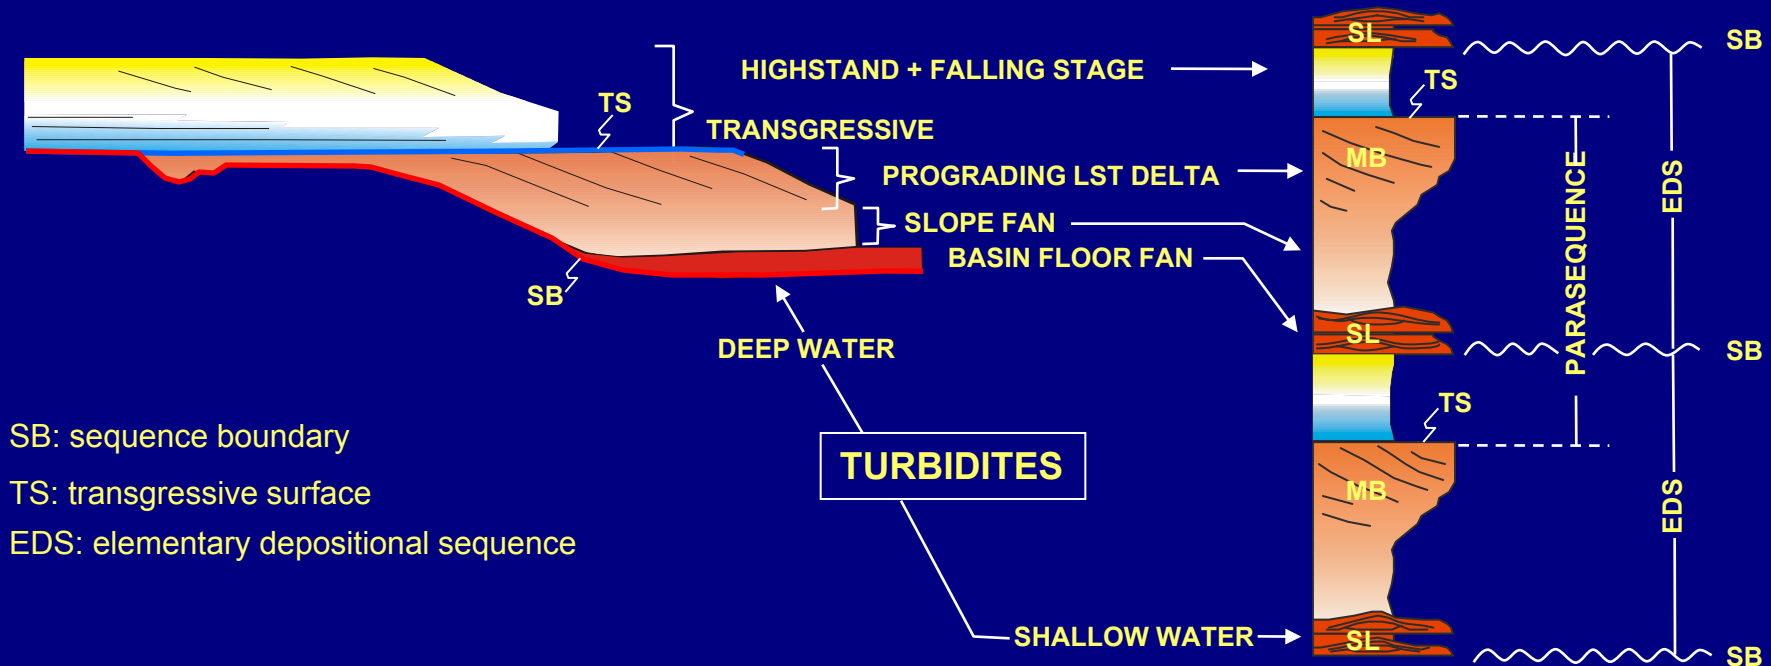 SL
SB
HIGHSTAND + FALLING STAGE
TS
TS
TRANSGRESSIVE
MB
PROGRADING LST DELTA
PARASEQUENCE
EDS
SLOPE FAN
BASIN FLOOR FAN
SB
SL
DEEP WATER
SB
TS
SB: sequence boundary
TURBIDITES
TS: transgressive surface
MB
EDS
EDS: elementary depositional sequence
SHALLOW WATER
SL
SB